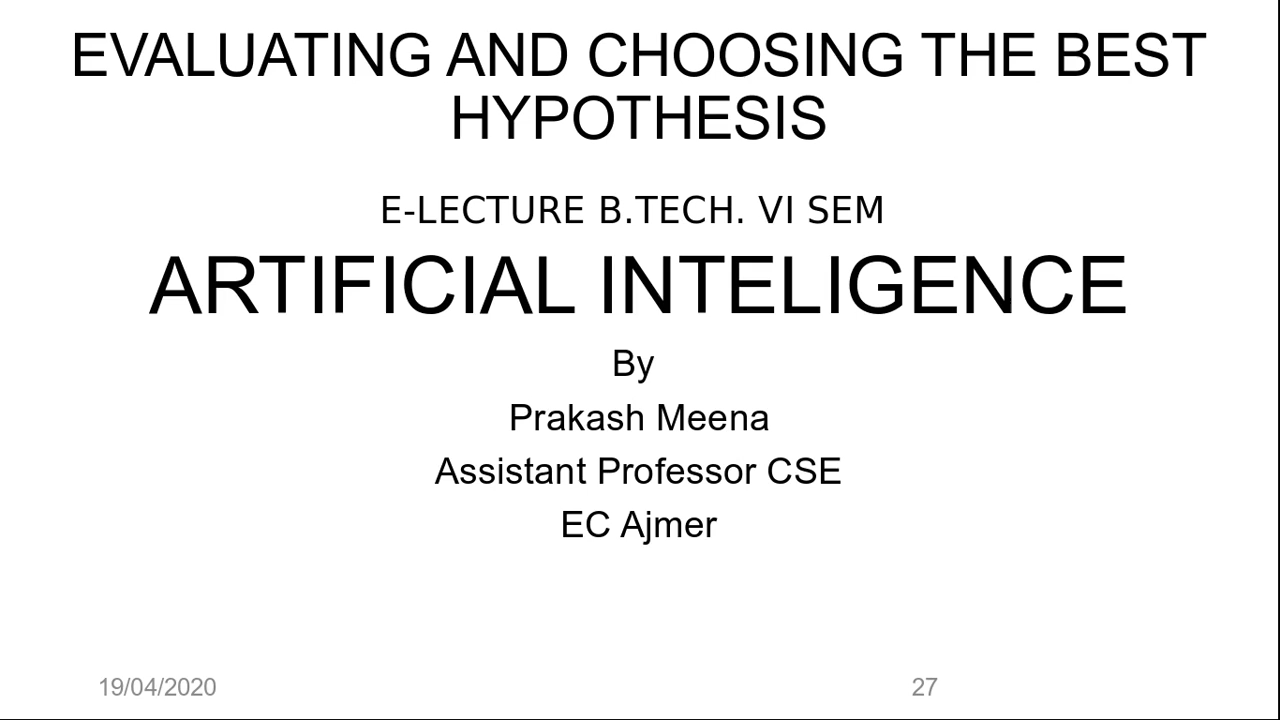 EVALUATING AND CHOOSING THE BEST
HYPOTHESIS
E-LECTURE B.TECH. VI SEM
ARTIFICIAL INTELIGENCE
By
Prakash Meena
Assistant Professor CSE
EC Ajmer
19/04/2020 27